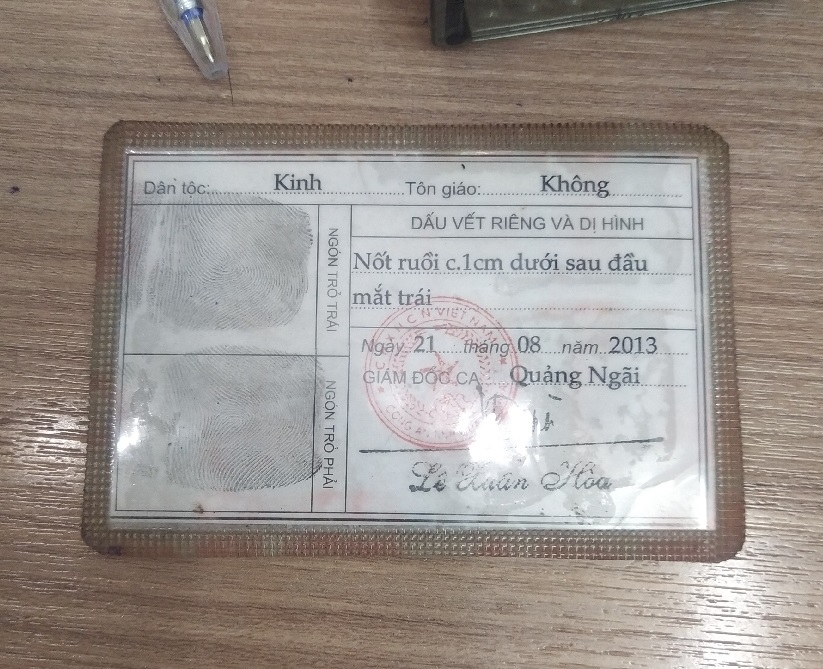 Dân tộc: Kinh Tôn giáo: Không
NGÓN TRỎ TRÁI
NGÓN TRỎ PHẢI
DẤU VẾT RIÊNG VÀ DỊ HÌNH
Nốt ruồi c.1cm dưới sau đầu
mắt trái
Ngày 21 tháng 08 năm 2013
GIÁM ĐỐC CA Quảng Ngãi
Lê Xuân Hòa